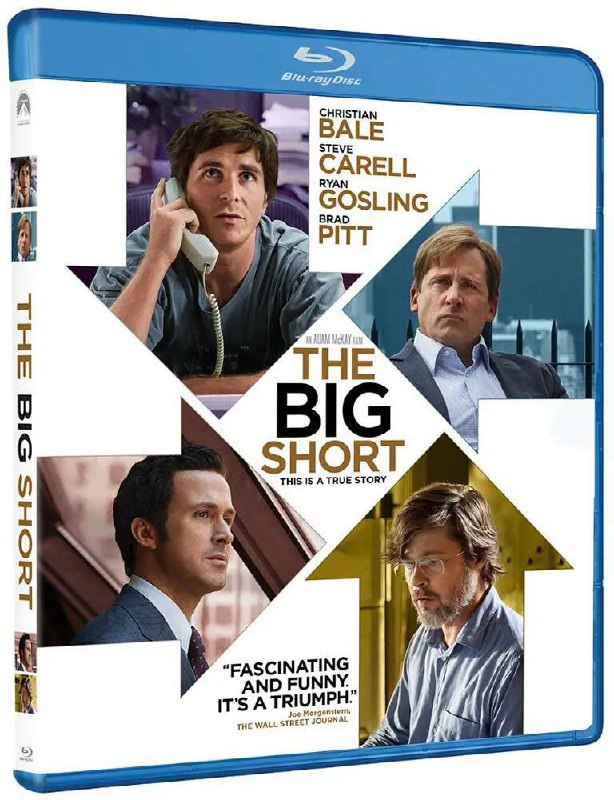 Blu-ray Disc
CHRISTIAN
BALE
STEVE
CARELL
RYAN
GOSLING
BRAD
PITT
AN ADAM McKAY FILM
THE
BIG
SHORT
THIS IS A TRUE STORY
"FASCINATING
AND FUNNY.
IT'S A TRIUMPH."
Joe Morgenstern,
THE WALL STREET JOURNAL
THE BIG SHORT